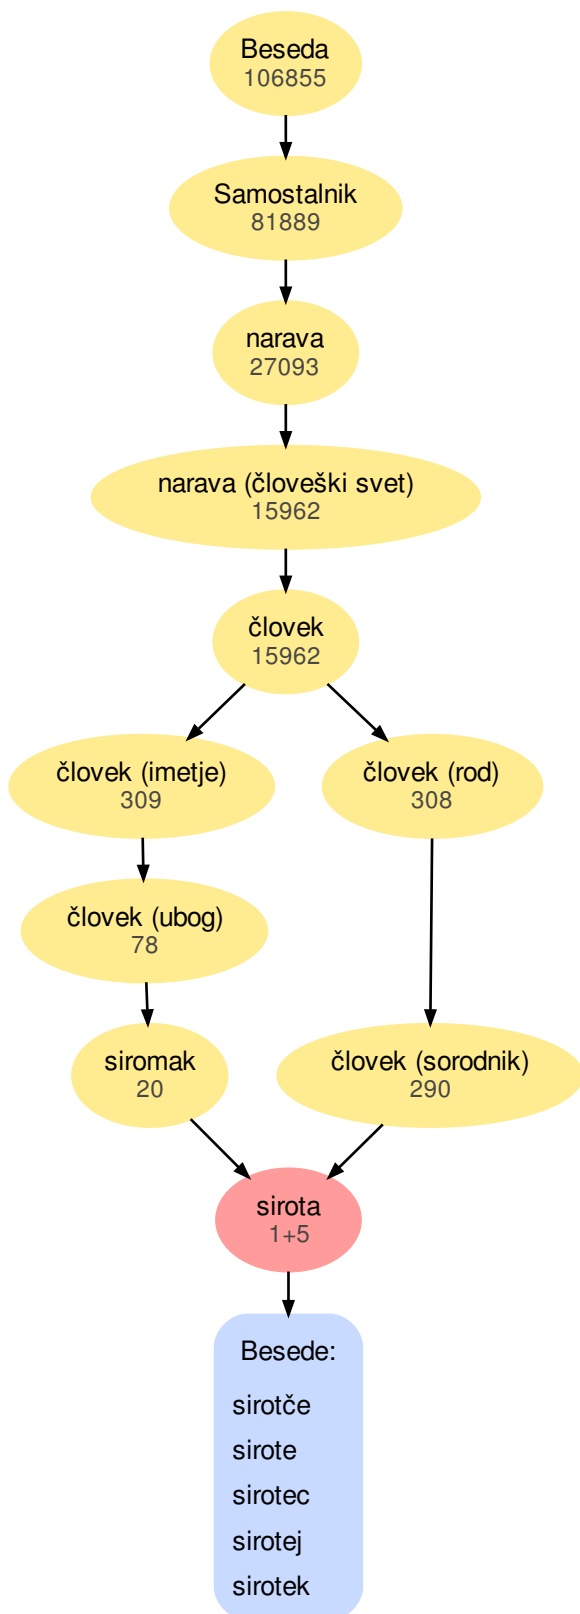 Beseda
106855
Samostalnik
81889
narava
27093
narava (človeški svet)
15962
človek
15962
človek (imetje)
309
človek (rod)
308
človek (ubog)
78
siromak
20
človek (sorodnik)
290
sirota
1+5
Besede:
sirotče
sirote
sirotec
sirotej
sirotek